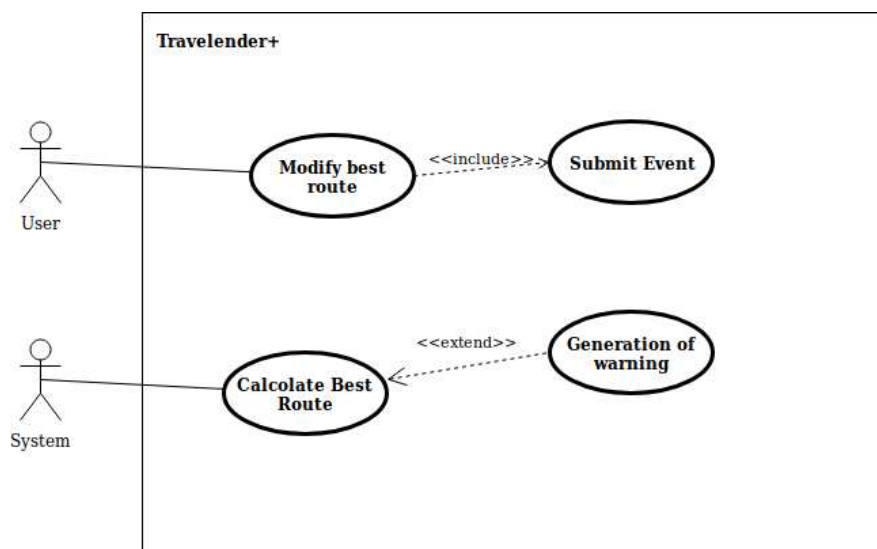 Travelender+
<<include>>
Modify best
route
Submit Event
User
<<extend>>
Generation of
warning
Calcolate Best
Route
System